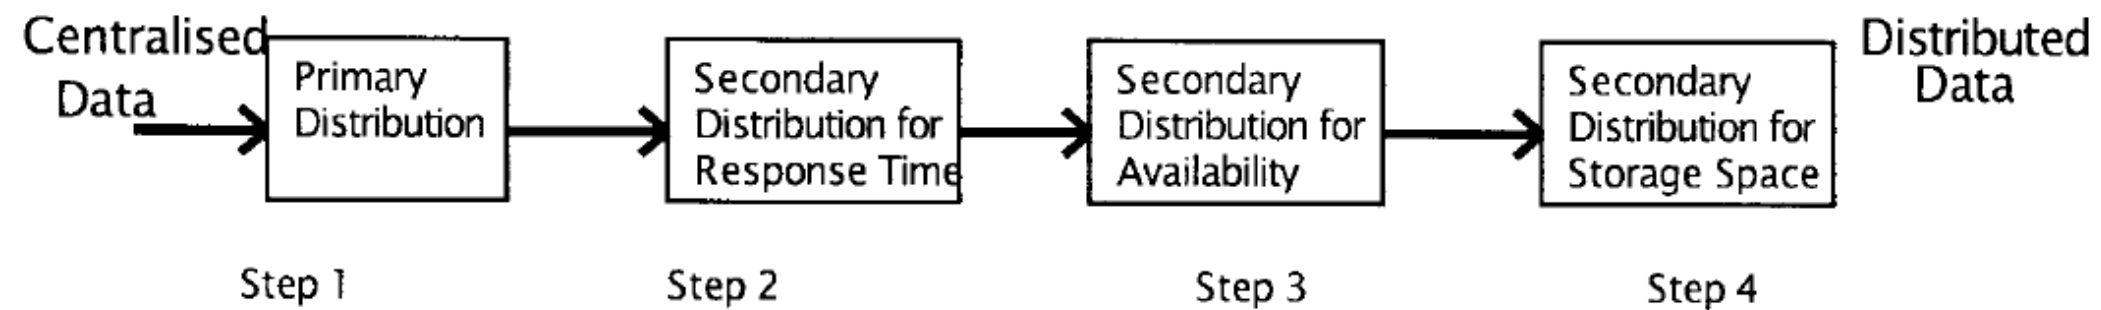 Centralised
Data
Primary
Distribution
Secondary
Distribution for
Response Time
Secondary
Distribution for
Availability
Secondary
Distribution for
Storage Space
Distributed
Data
Step 1
Step 2
Step 3
Step 4